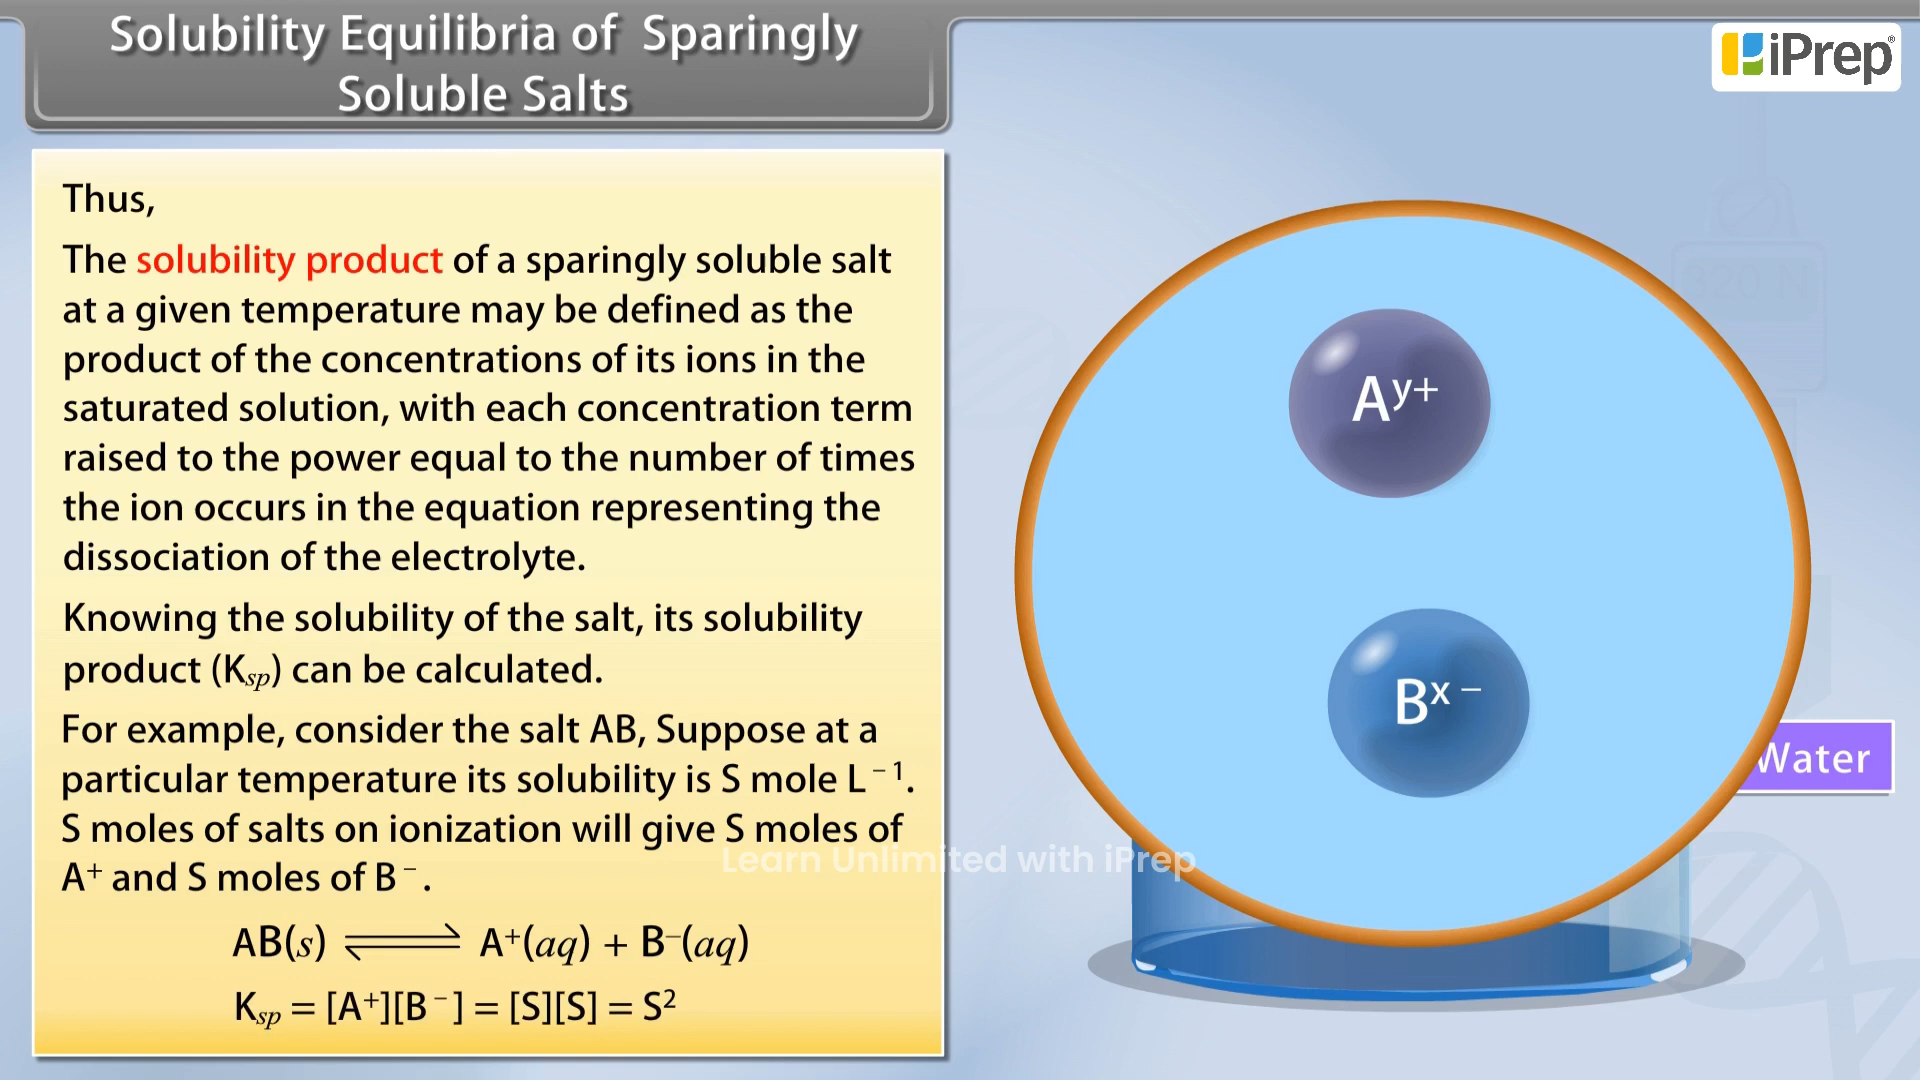 Solubility Equilibria of Sparingly
Soluble Salts
iPrep®
Thus,
The solubility product of a sparingly soluble salt
at a given temperature may be defined as the
product of the concentrations of its ions in the
saturated solution, with each concentration term
raised to the power equal to the number of times
the ion occurs in the equation representing the
dissociation of the electrolyte.
Knowing the solubility of the salt, its solubility
product (Ksp) can be calculated.
For example, consider the salt AB, Suppose at a
particular temperature its solubility is S mole L⁻¹.
S moles of salts on ionization will give S moles of
A⁺ and S moles of B⁻.
AB(s) ⇌ A⁺(aq) + B⁻(aq)
Ksp = [A⁺][B⁻] = [S][S] = S²
Aʸ⁺
Bˣ⁻
Water
Learn Unlimited with iPrep
320 N